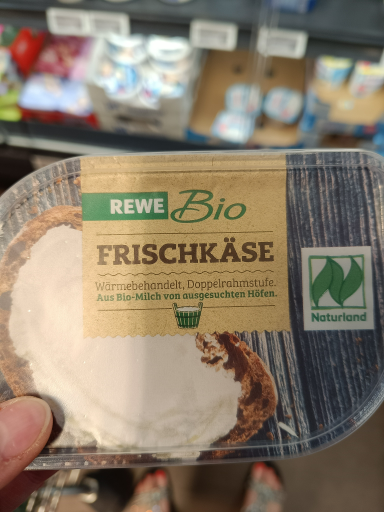 REWE Bio
FRISCHKÄSE
Wärmebehandelt, Doppelrahmstufe.
Aus Bio-Milch von ausgesuchten Höfen.
Naturland